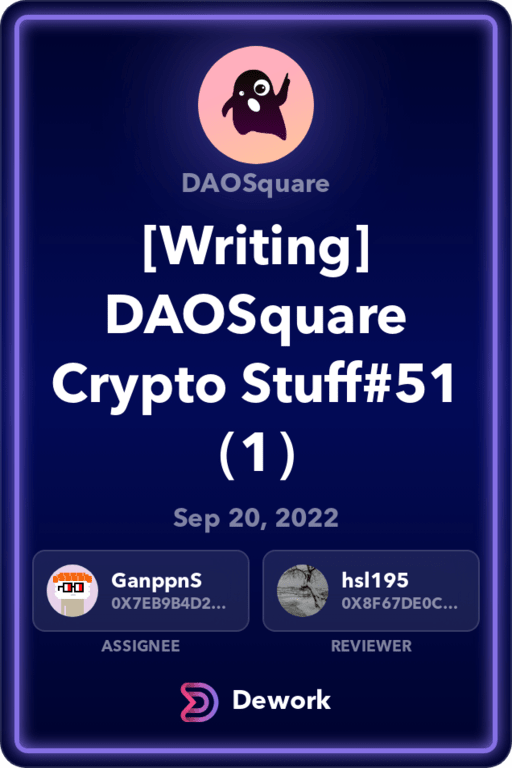 DAOSquare
[Writing]
DAOSquare
Crypto Stuff#51
(1)
Sep 20, 2022
GanppnS
0X7EB9B4D2...
ASSIGNEE
hsl195
0X8F67DE0C...
REVIEWER
Dework